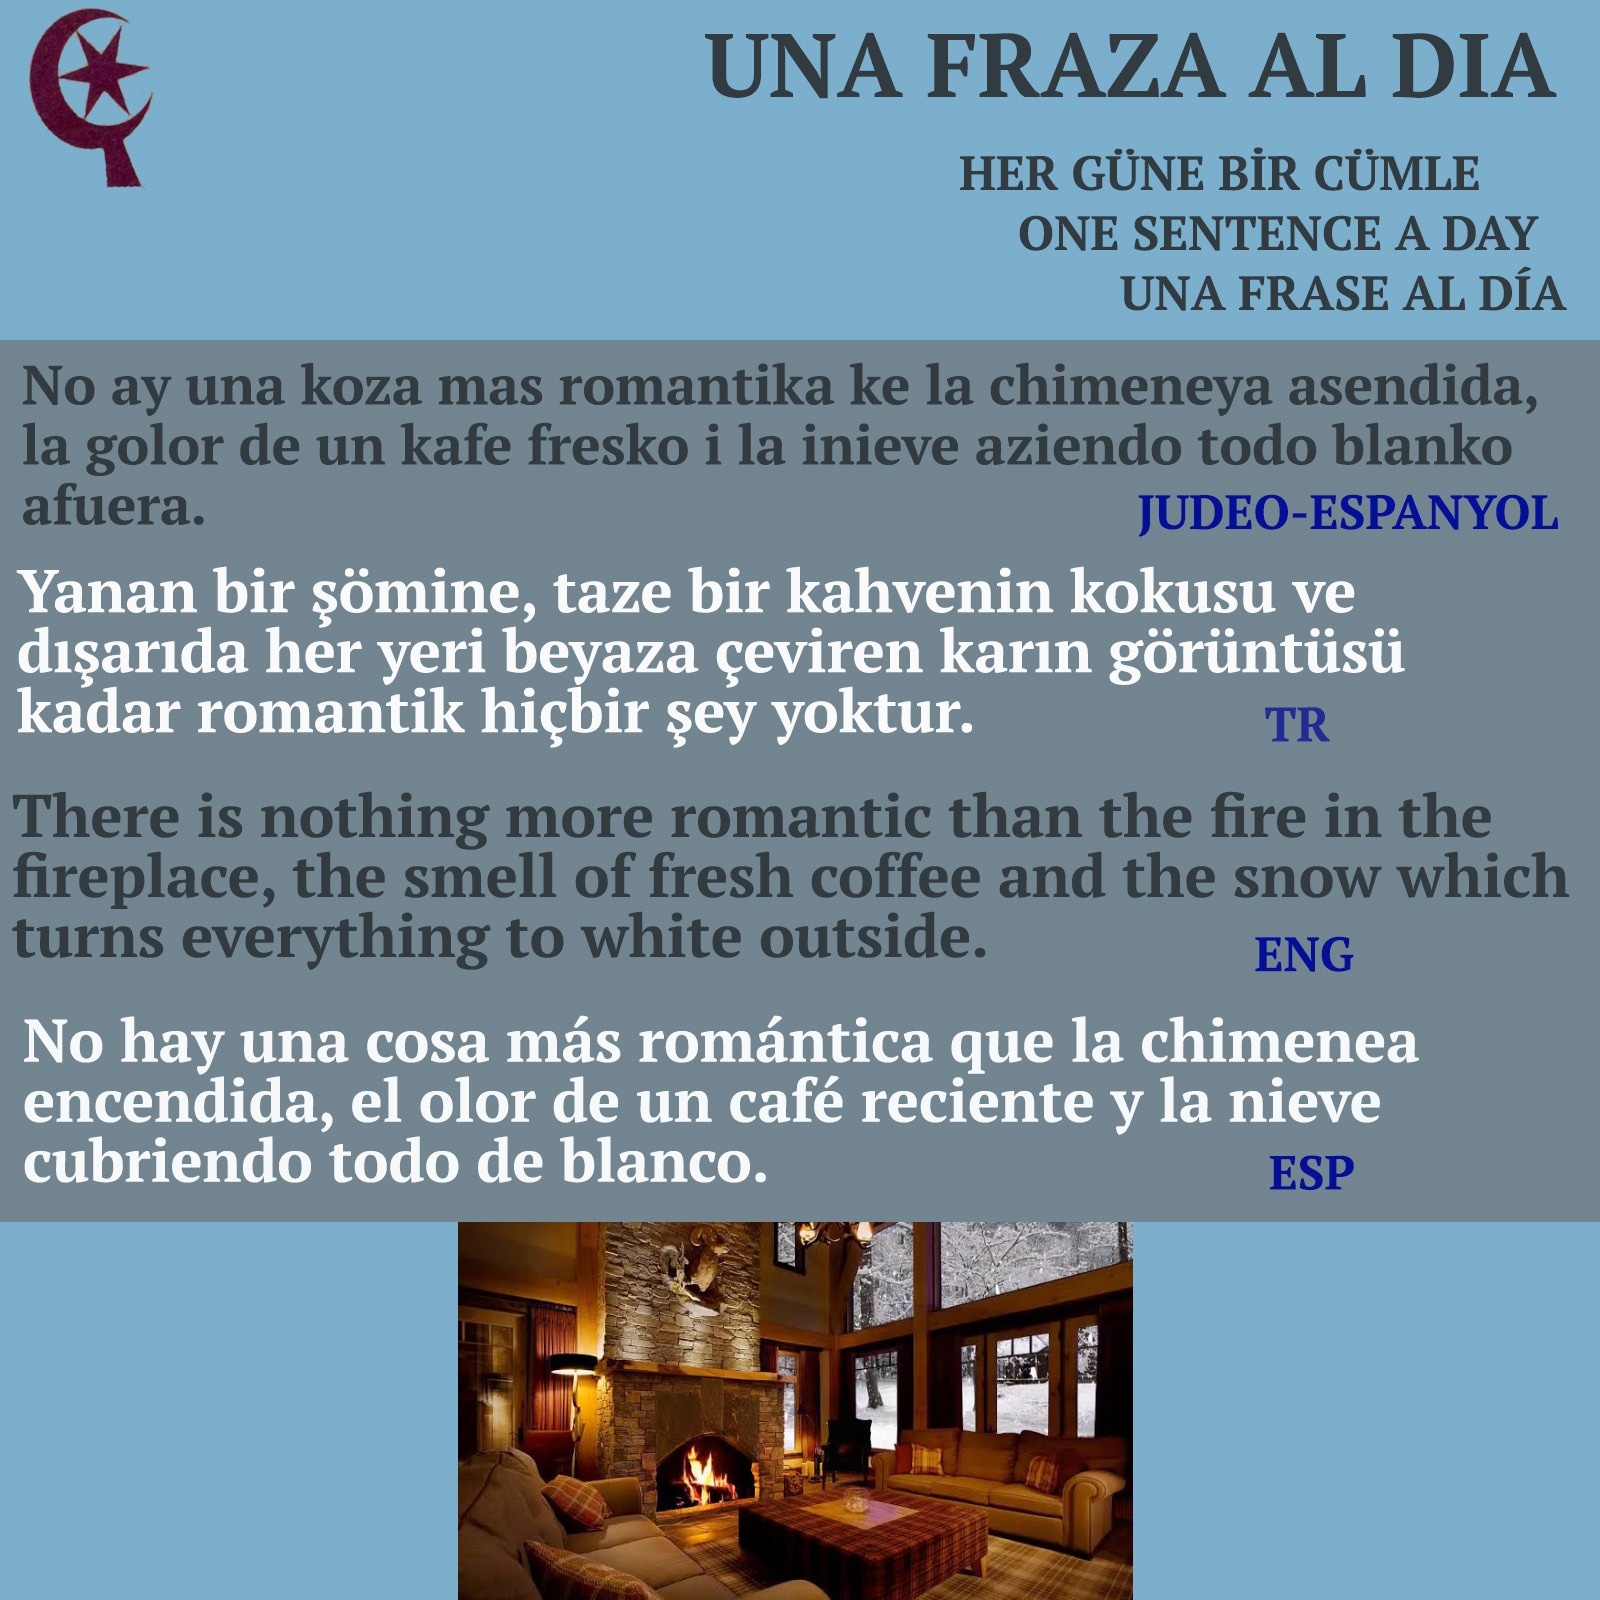 UNA FRAZA AL DIA
HER GÜNE BİR CÜMLE
ONE SENTENCE A DAY
UNA FRASE AL DÍA
No ay una koza mas romantika ke la chimeneya asendida,
la golor de un kafe fresko i la inieve aziendo todo blanko
afuera.
JUDEO-ESPANYOL
Yanan bir şömine, taze bir kahvenin kokusu ve
dışarıda her yeri beyaza çeviren karın görüntüsü
kadar romantik hiçbir şey yoktur.
TR
There is nothing more romantic than the fire in the
fireplace, the smell of fresh coffee and the snow which
turns everything to white outside.
ENG
No hay una cosa más romántica que la chimenea
encendida, el olor de un café reciente y la nieve
cubriendo todo de blanco.
ESP